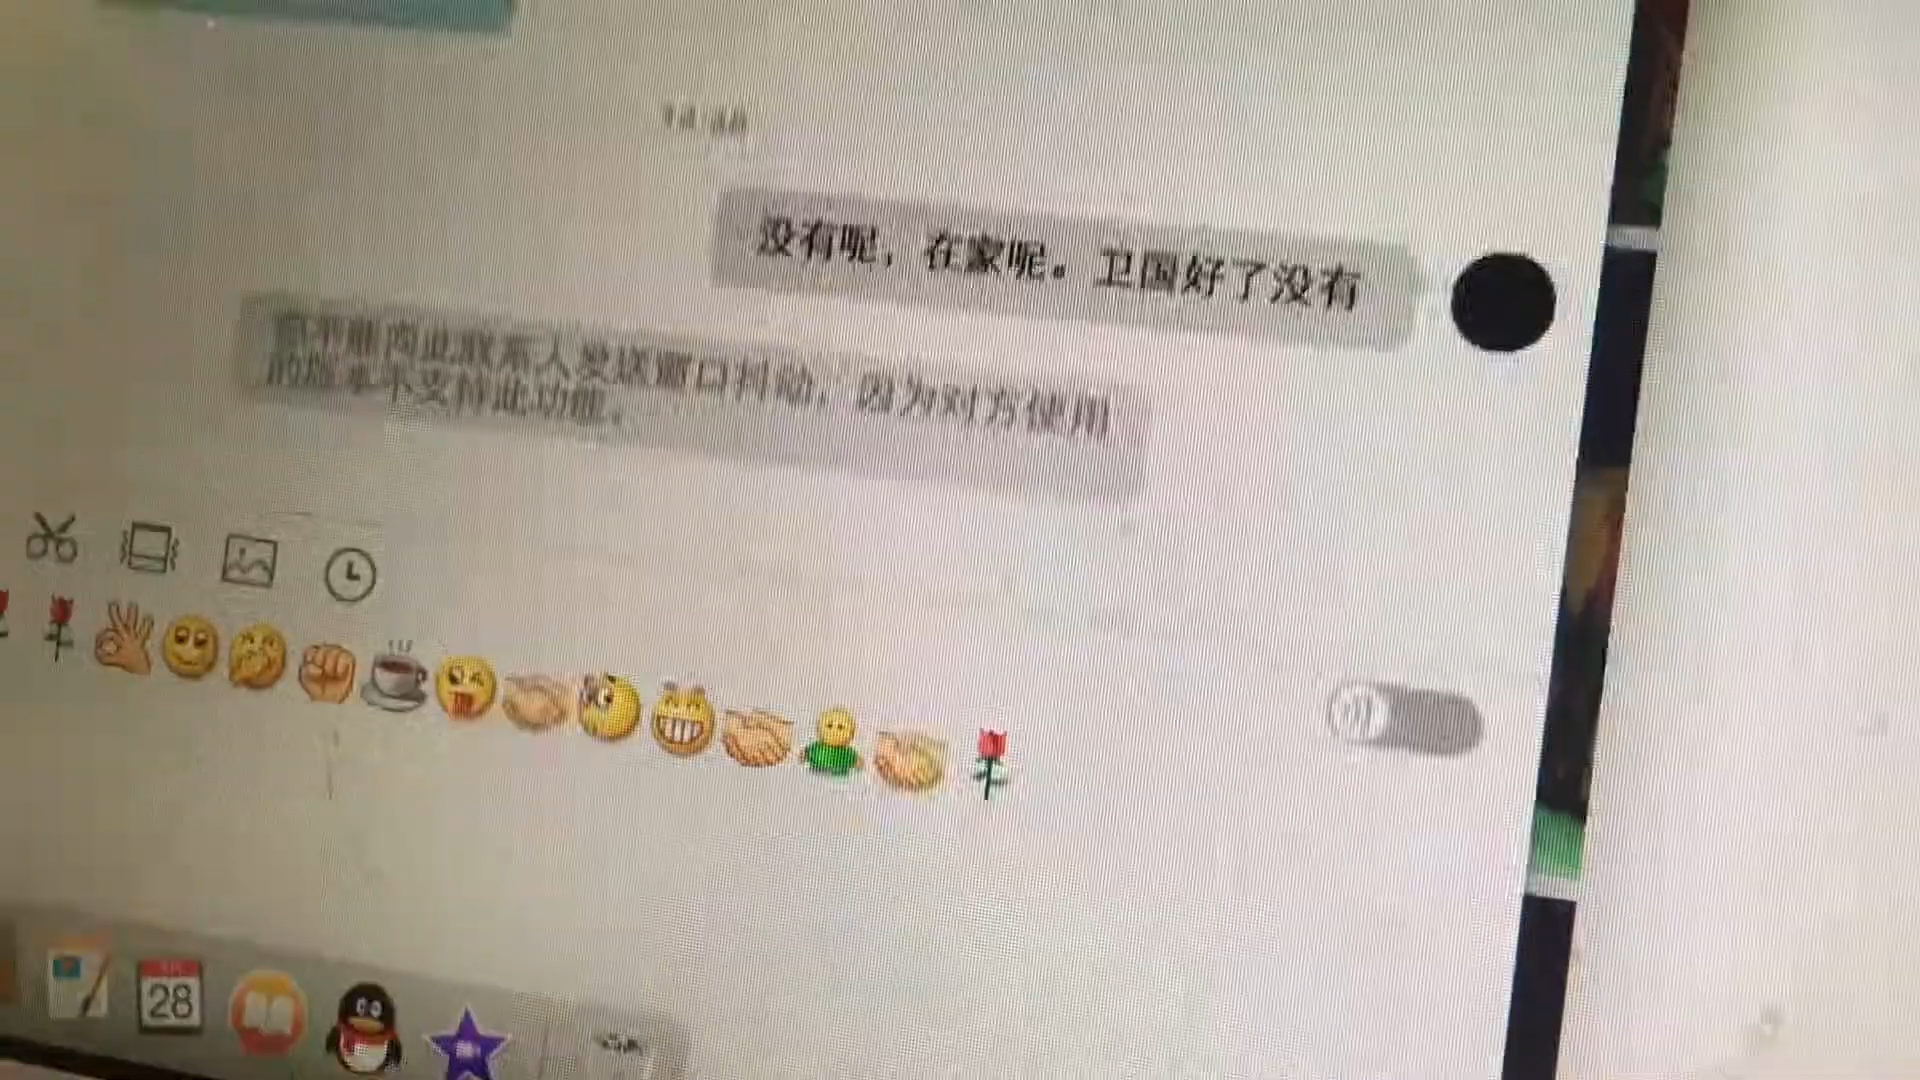 没有呢，在家呢。卫国好了没有
您不能向此联系人发送窗口抖动，因为对方使用
的版本不支持此功能。
28